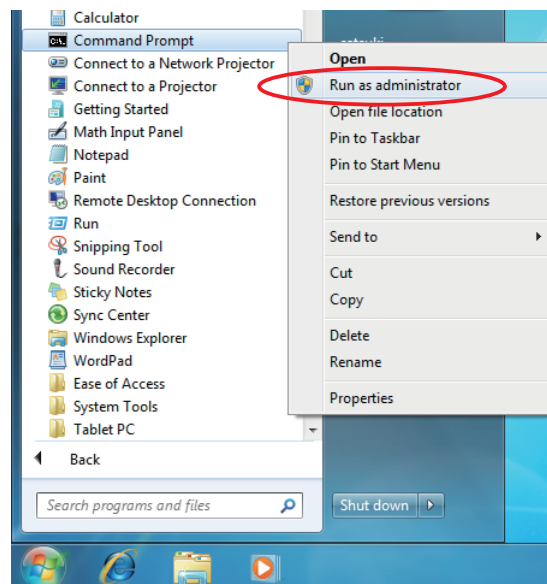 Calculator
Command Prompt
Connect to a Network Projector
Connect to a Projector
Getting Started
Math Input Panel
Notepad
Paint
Remote Desktop Connection
Run
Snipping Tool
Sound Recorder
Sticky Notes
Sync Center
Windows Explorer
WordPad
Ease of Access
System Tools
Tablet PC
Back
Search programs and files
Open
Run as administrator
Open file location
Pin to Taskbar
Pin to Start Menu
Restore previous versions
Send to
Cut
Copy
Delete
Rename
Properties
Shut down